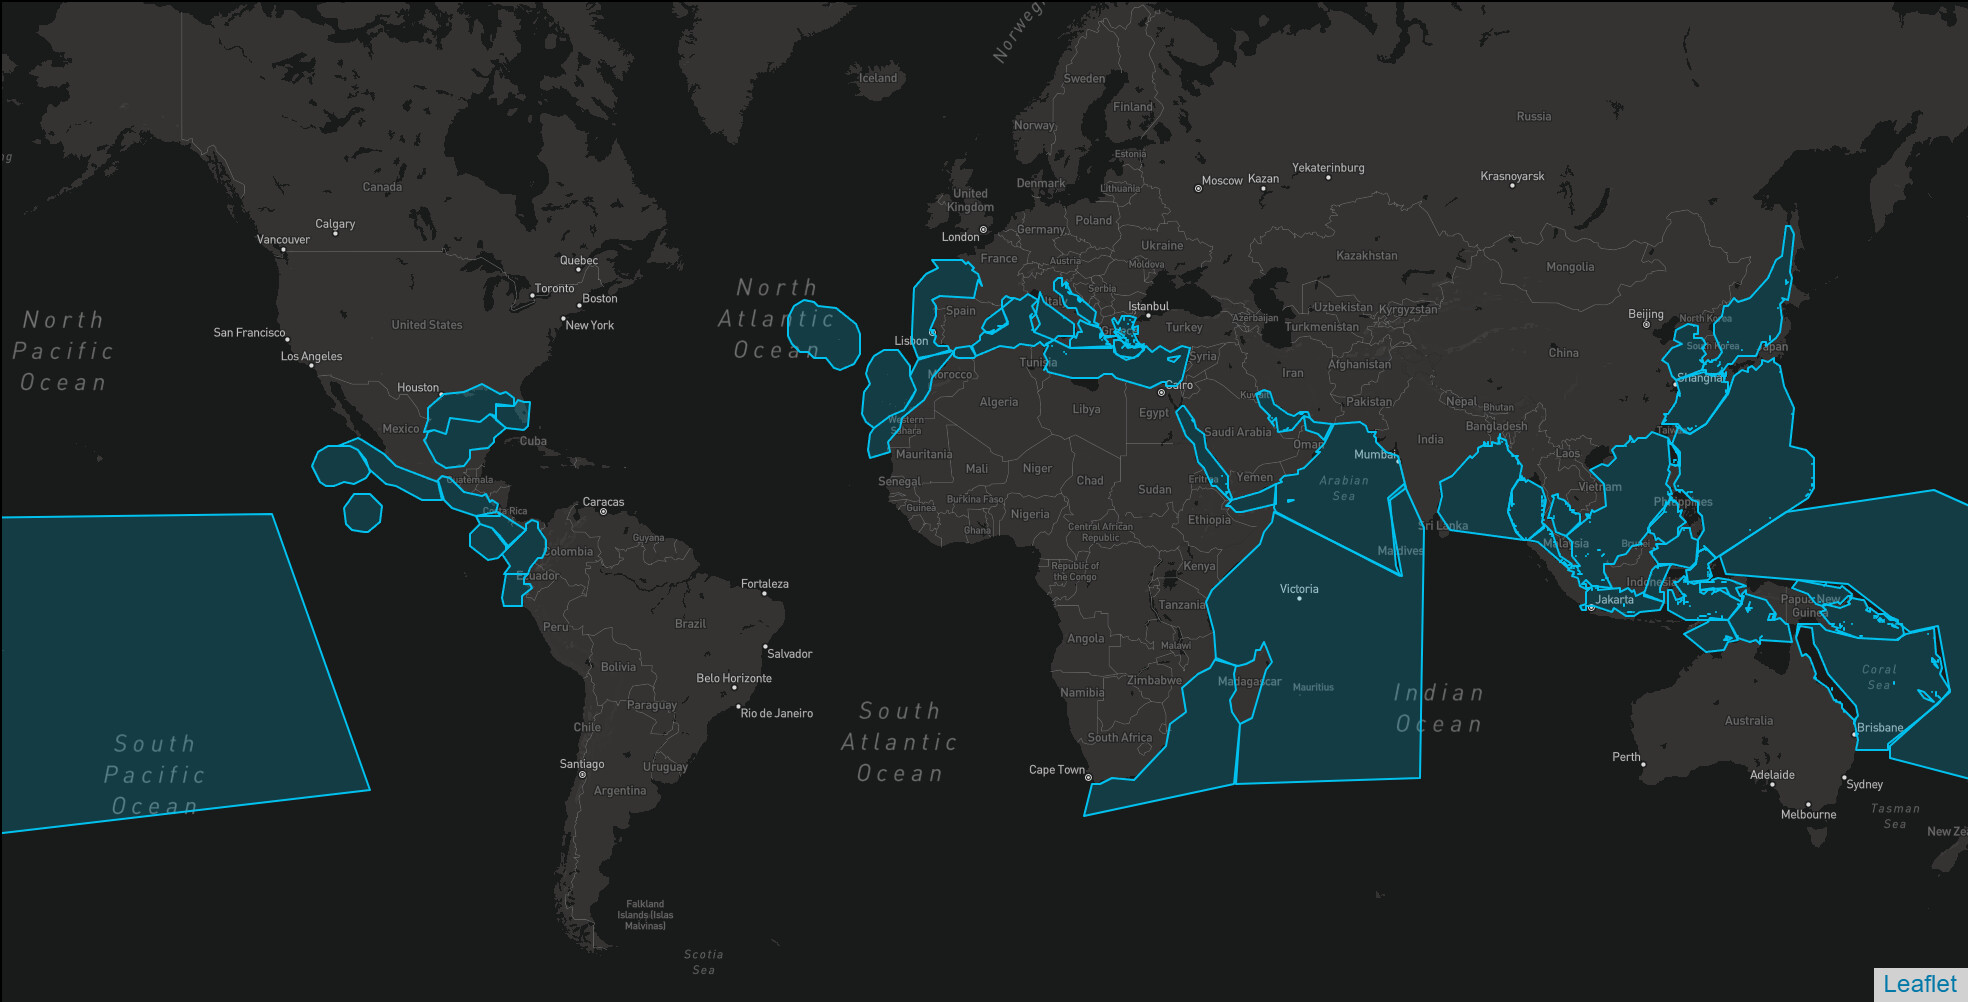 Norweg
Iceland
Sweden
Finland
Norway
Russia
Estonia
Yekaterinburg
Moscow
Kazan
Krasnoyarsk
ng
Canada
Denmark
Lithuania
United
Kingdom
Poland
Calgary
Vancouver
London
Germany
Ukraine
Quebec
France
Austria
Moldova
Kazakhstan
Mongolia
Toronto
Boston
Serbia
Italy
Istanbul
Uzbekistan
Kyrgyzstan
North
Atlantic
Ocean
North
Pacific
Ocean
New York
United States
San Francisco
Los Angeles
Spain
Lisbon
Greece
Turkey
Azerbaijan
Turkmenistan
Beijing
North Korea
South Korea
Japan
China
Houston
Morocco
Tunisia
Syria
Iran
Afghanistan
Cairo
Shanghai
Mexico
Cuba
Algeria
Libya
Egypt
Kuwait
Pakistan
Nepal
Bhutan
Bangladesh
Western
Sahara
Saudi Arabia
Oman
India
Taiwan
Mauritania
Mali
Niger
Mumbai
Laos
Guatemala
Senegal
Chad
Sudan
Eritrea
Yemen
Arabian
Sea
Vietnam
Philippines
Costa Rica
Caracas
Burkina Faso
Guinea
Nigeria
Ethiopia
Sri Lanka
Guyana
Ghana
Central African
Republic
Colombia
Maldives
Malaysia
Brunei
Ecuador
Republic of
the Congo
Kenya
Indonesia
Fortaleza
Victoria
Tanzania
Jakarta
Papua New
Guinea
Peru
Brazil
Angola
Malawi
Salvador
Bolivia
Belo Horizonte
Zimbabwe
Madagascar
Mauritius
Coral
Sea
Namibia
Paraguay
Rio de Janeiro
South
Atlantic
Ocean
Indian
Ocean
Chile
South Africa
Australia
Brisbane
South
Pacific
Ocean
Santiago
Uruguay
Cape Town
Perth
Adelaide
Sydney
Argentina
Melbourne
Tasman
Sea
New Zea
Falkland
Islands (Islas
Malvinas)
Scotia
Sea
Leaflet